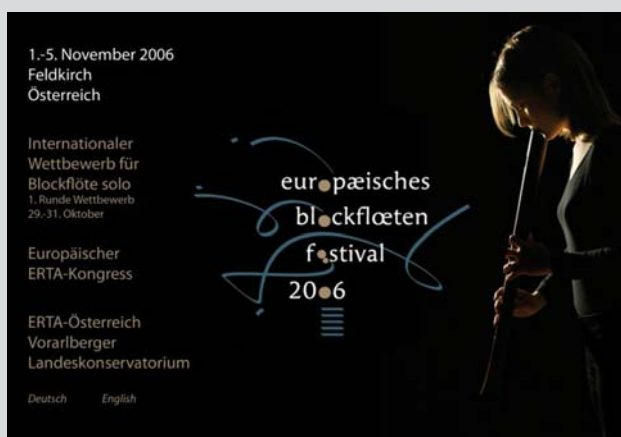 1.-5. November 2006
Feldkirch
Österreich
Internationaler
Wettbewerb für
Blockflöte solo
1. Runde Wettbewerb
29.-31. Oktober
Europäischer
ERTA-Kongress
ERTA-Österreich
Vorarlberger
Landeskonservatorium
Deutsch English
europæisches
blockflœten
festival
2006